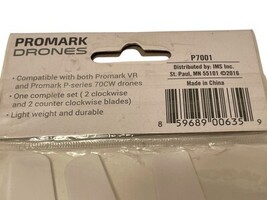 PROMARK
DRONES
• Compatible with both Promark VR
and Promark P-series 70CW drones
• One complete set ( 2 clockwise
and 2 counter clockwise blades)
• Light weight and durable
P7001
Distributed by: IMS Inc.
St. Paul, MN 55101 ©2016
Made in China
8 59689 00635 9